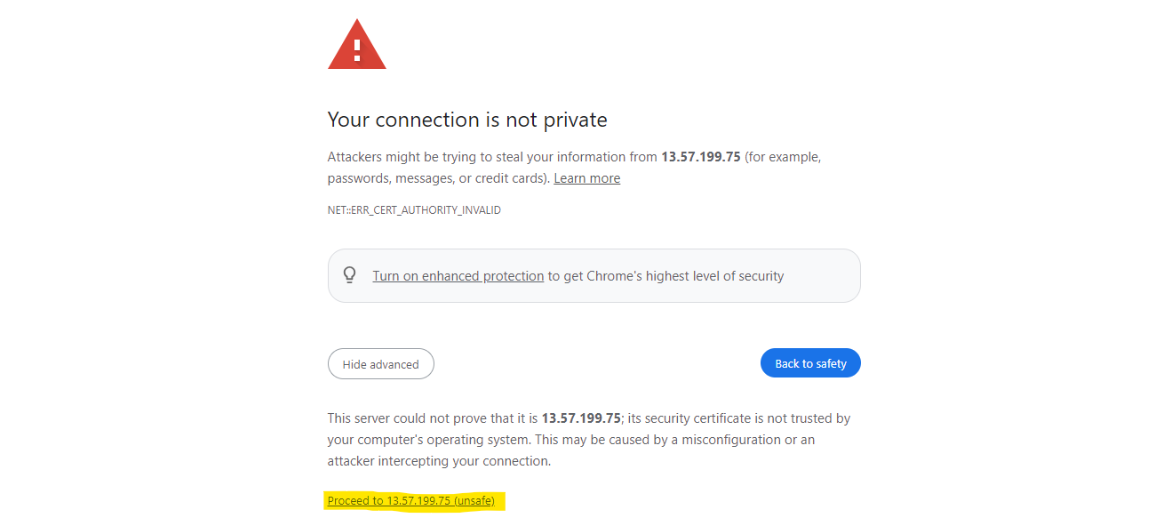 Your connection is not private
Attackers might be trying to steal your information from 13.57.199.75 (for example,
passwords, messages, or credit cards). Learn more
NET::ERR_CERT_AUTHORITY_INVALID
Turn on enhanced protection to get Chrome's highest level of security
Hide advanced
Back to safety
This server could not prove that it is 13.57.199.75; its security certificate is not trusted by
your computer's operating system. This may be caused by a misconfiguration or an
attacker intercepting your connection.
Proceed to 13.57.199.75 (unsafe)